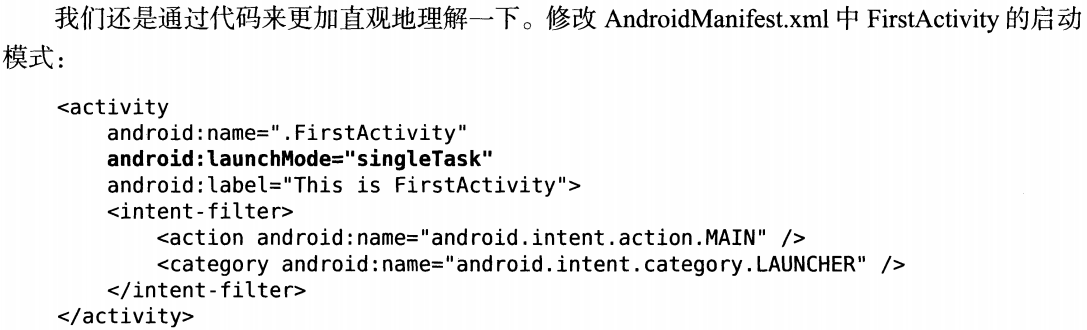 我们还是通过代码来更加直观地理解一下。修改 AndroidManifest.xml 中 FirstActivity 的启动
模式：
<activity
    android:name=".FirstActivity"
    android:launchMode="singleTask"
    android:label="This is FirstActivity">
    <intent-filter>
        <action android:name="android.intent.action.MAIN" />
        <category android:name="android.intent.category.LAUNCHER" />
    </intent-filter>
</activity>